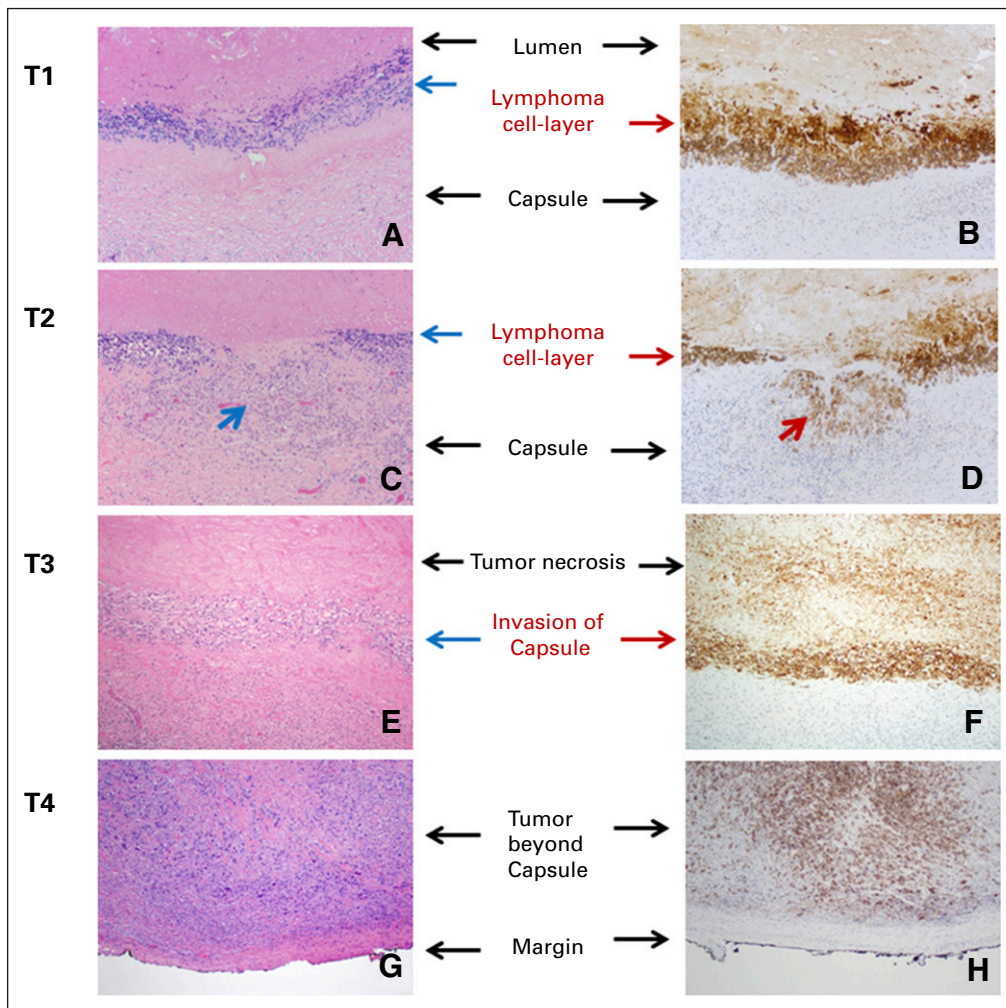 T1
Lumen
Lymphoma
cell-layer
Capsule
A
B
T2
Lymphoma
cell-layer
Capsule
C
D
T3
Tumor necrosis
Invasion of
Capsule
E
F
T4
Tumor
beyond
Capsule
Margin
G
H